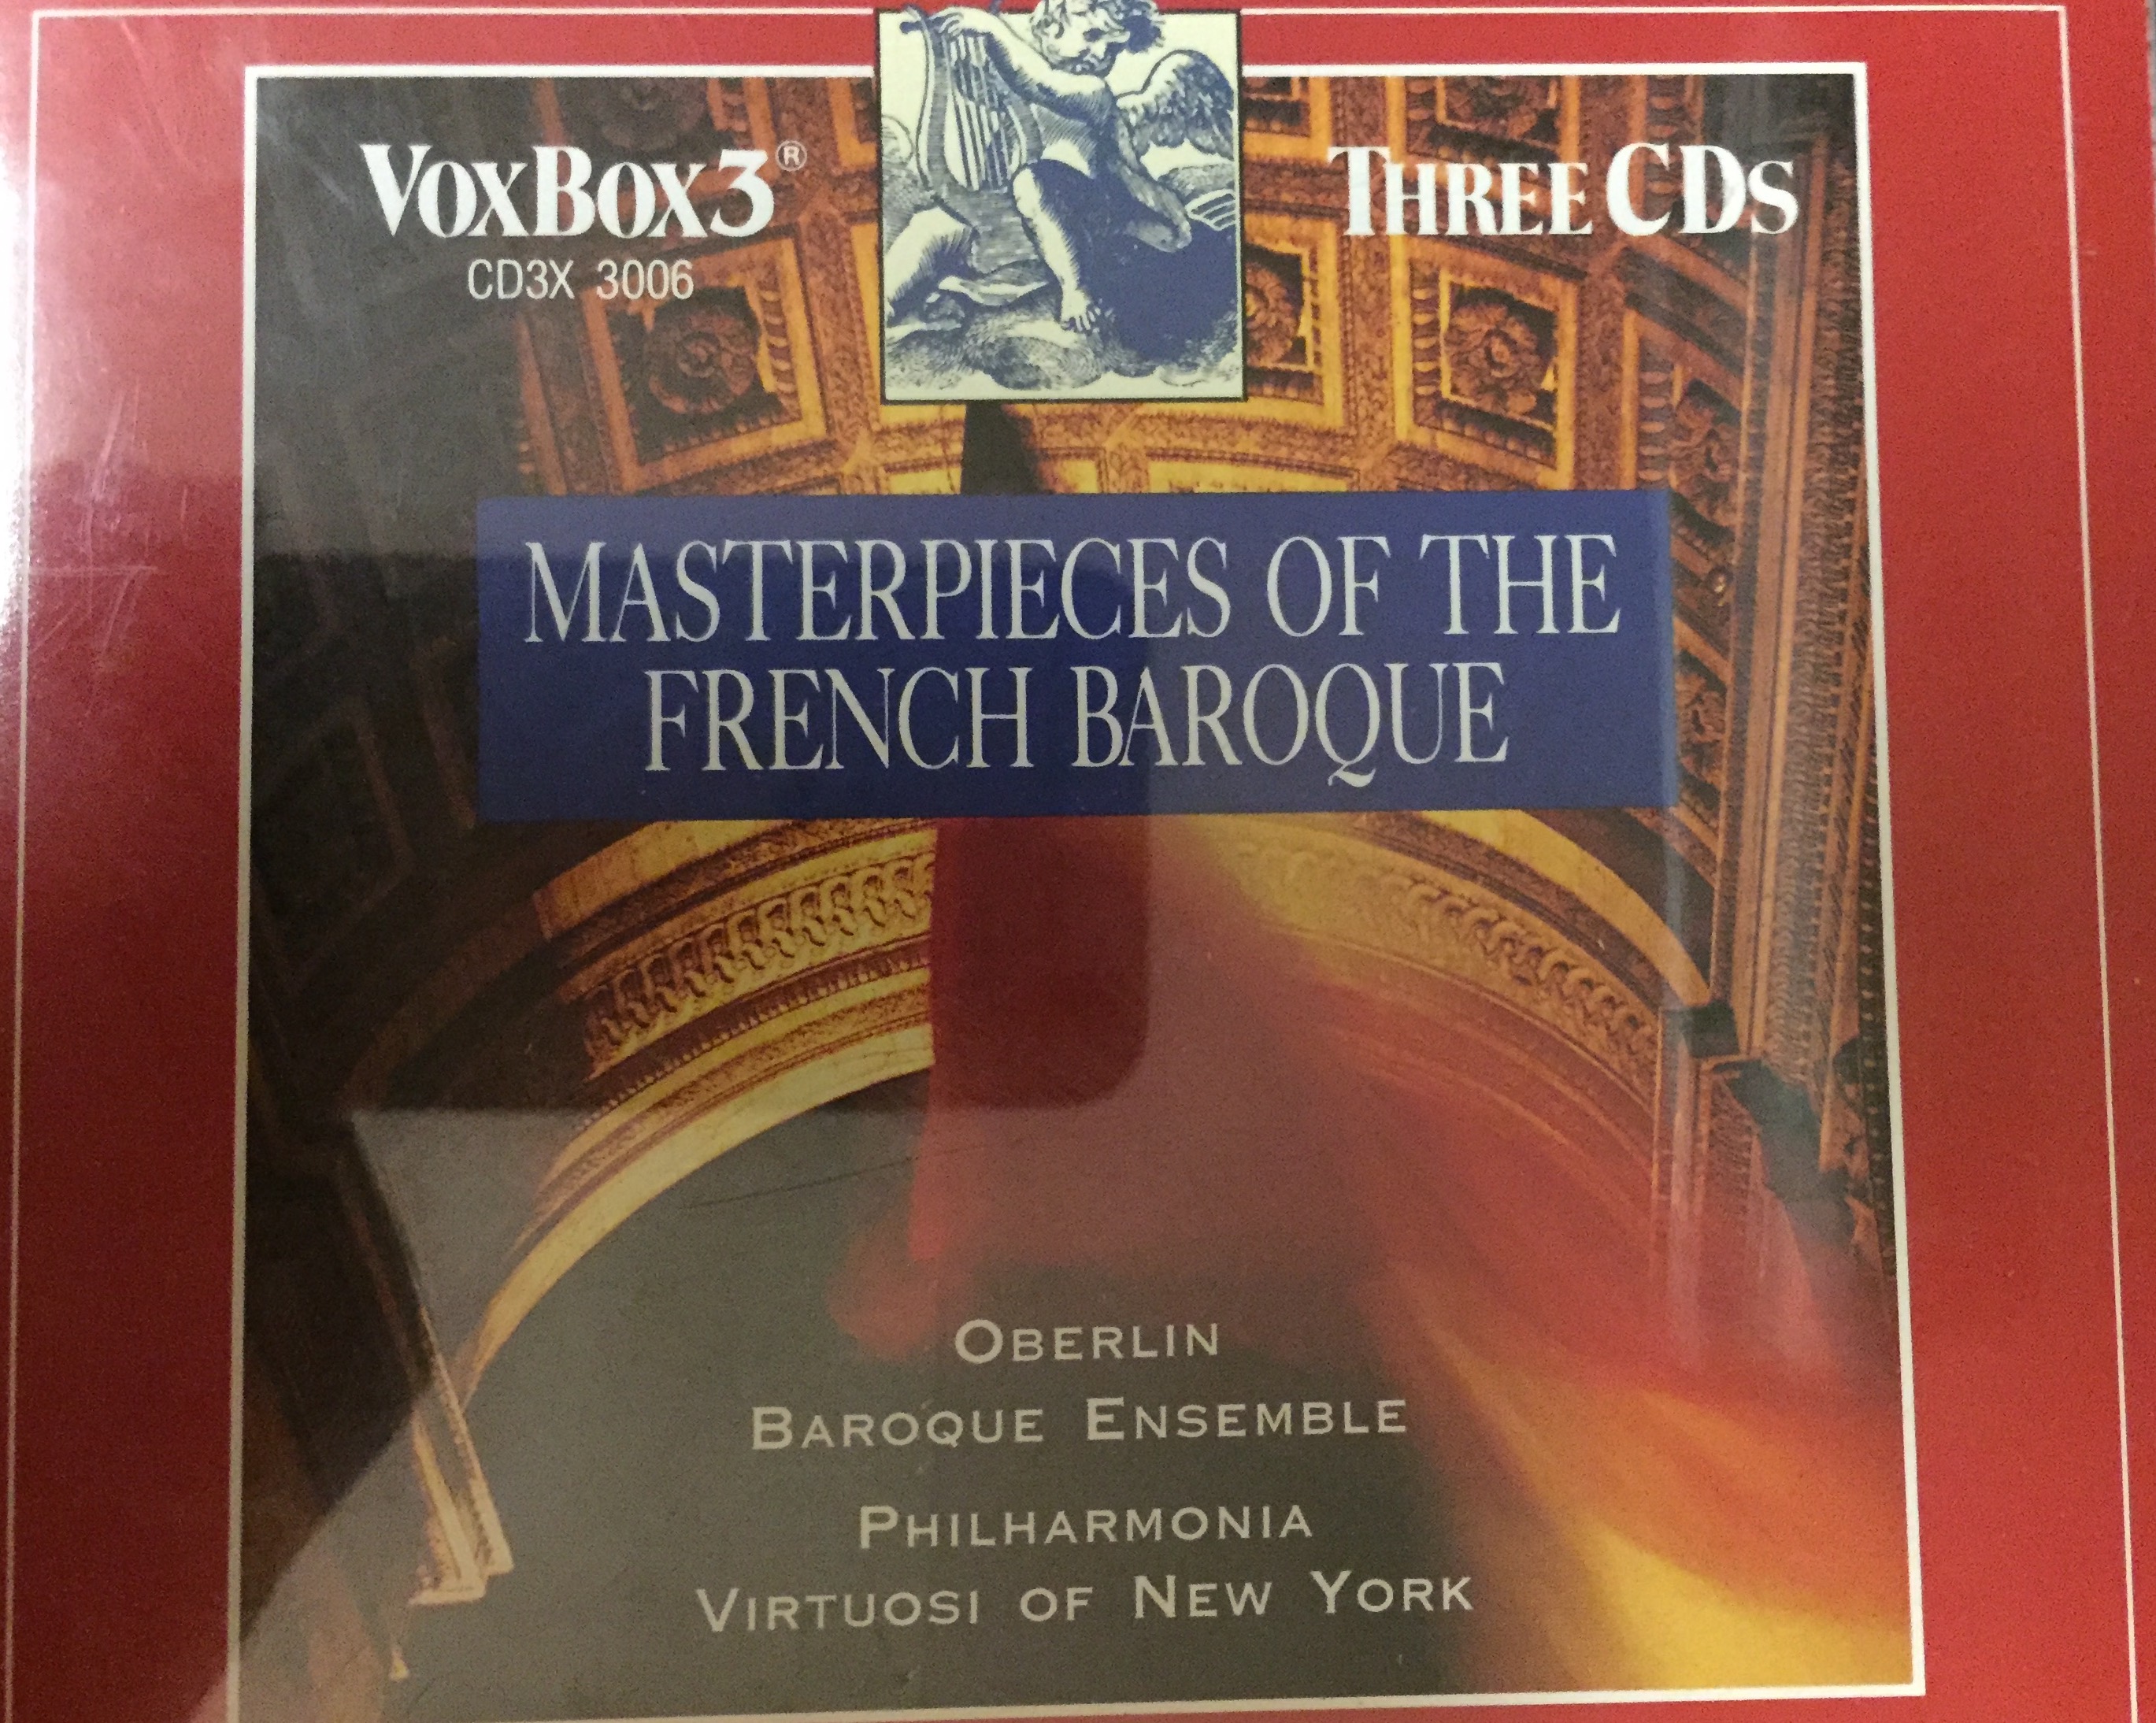 VoxBox3®
CD3X 3006
THREE CDS
MASTERPIECES OF THE
FRENCH BAROQUE
OBERLIN
BAROQUE ENSEMBLE
PHILHARMONIA
VIRTUOSI OF NEW YORK